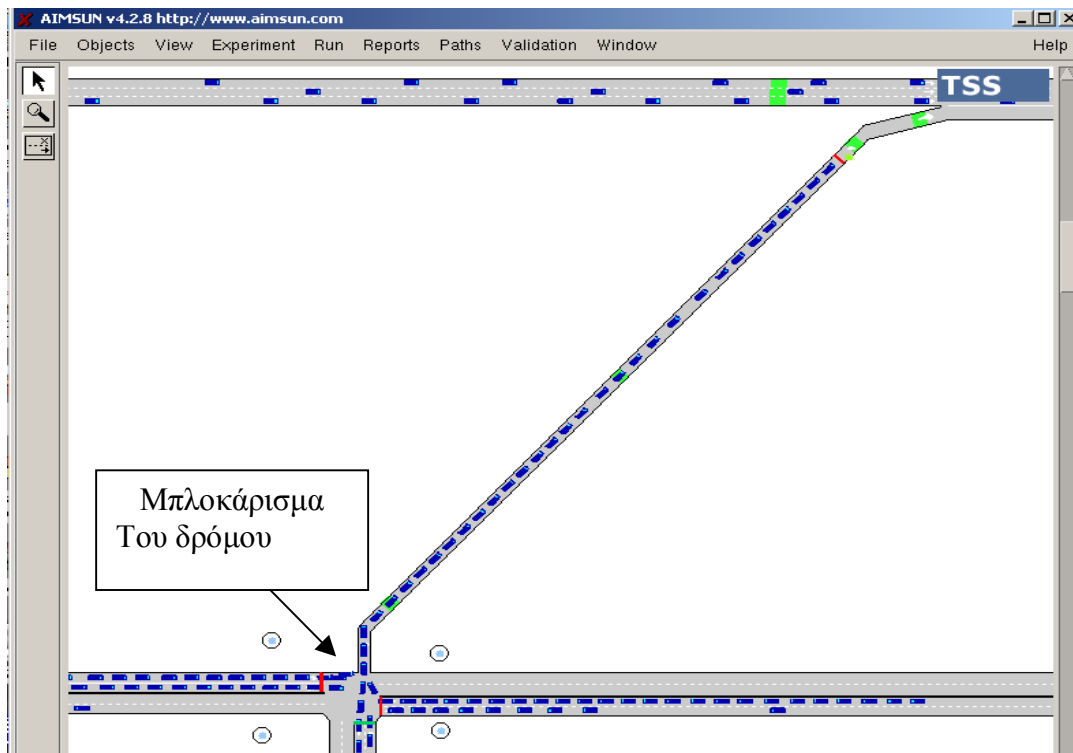 AIMSUN v4.2.8 http://www.aimsun.com
File Objects View Experiment Run Reports Paths Validation Window Help
TSS
Μπλοκάρισμα
Του δρόμου